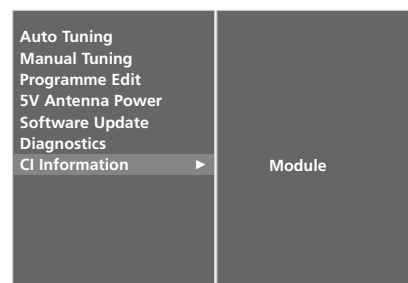 Auto Tuning
Manual Tuning
Programme Edit
5V Antenna Power
Software Update
Diagnostics
CI Information ►
Module